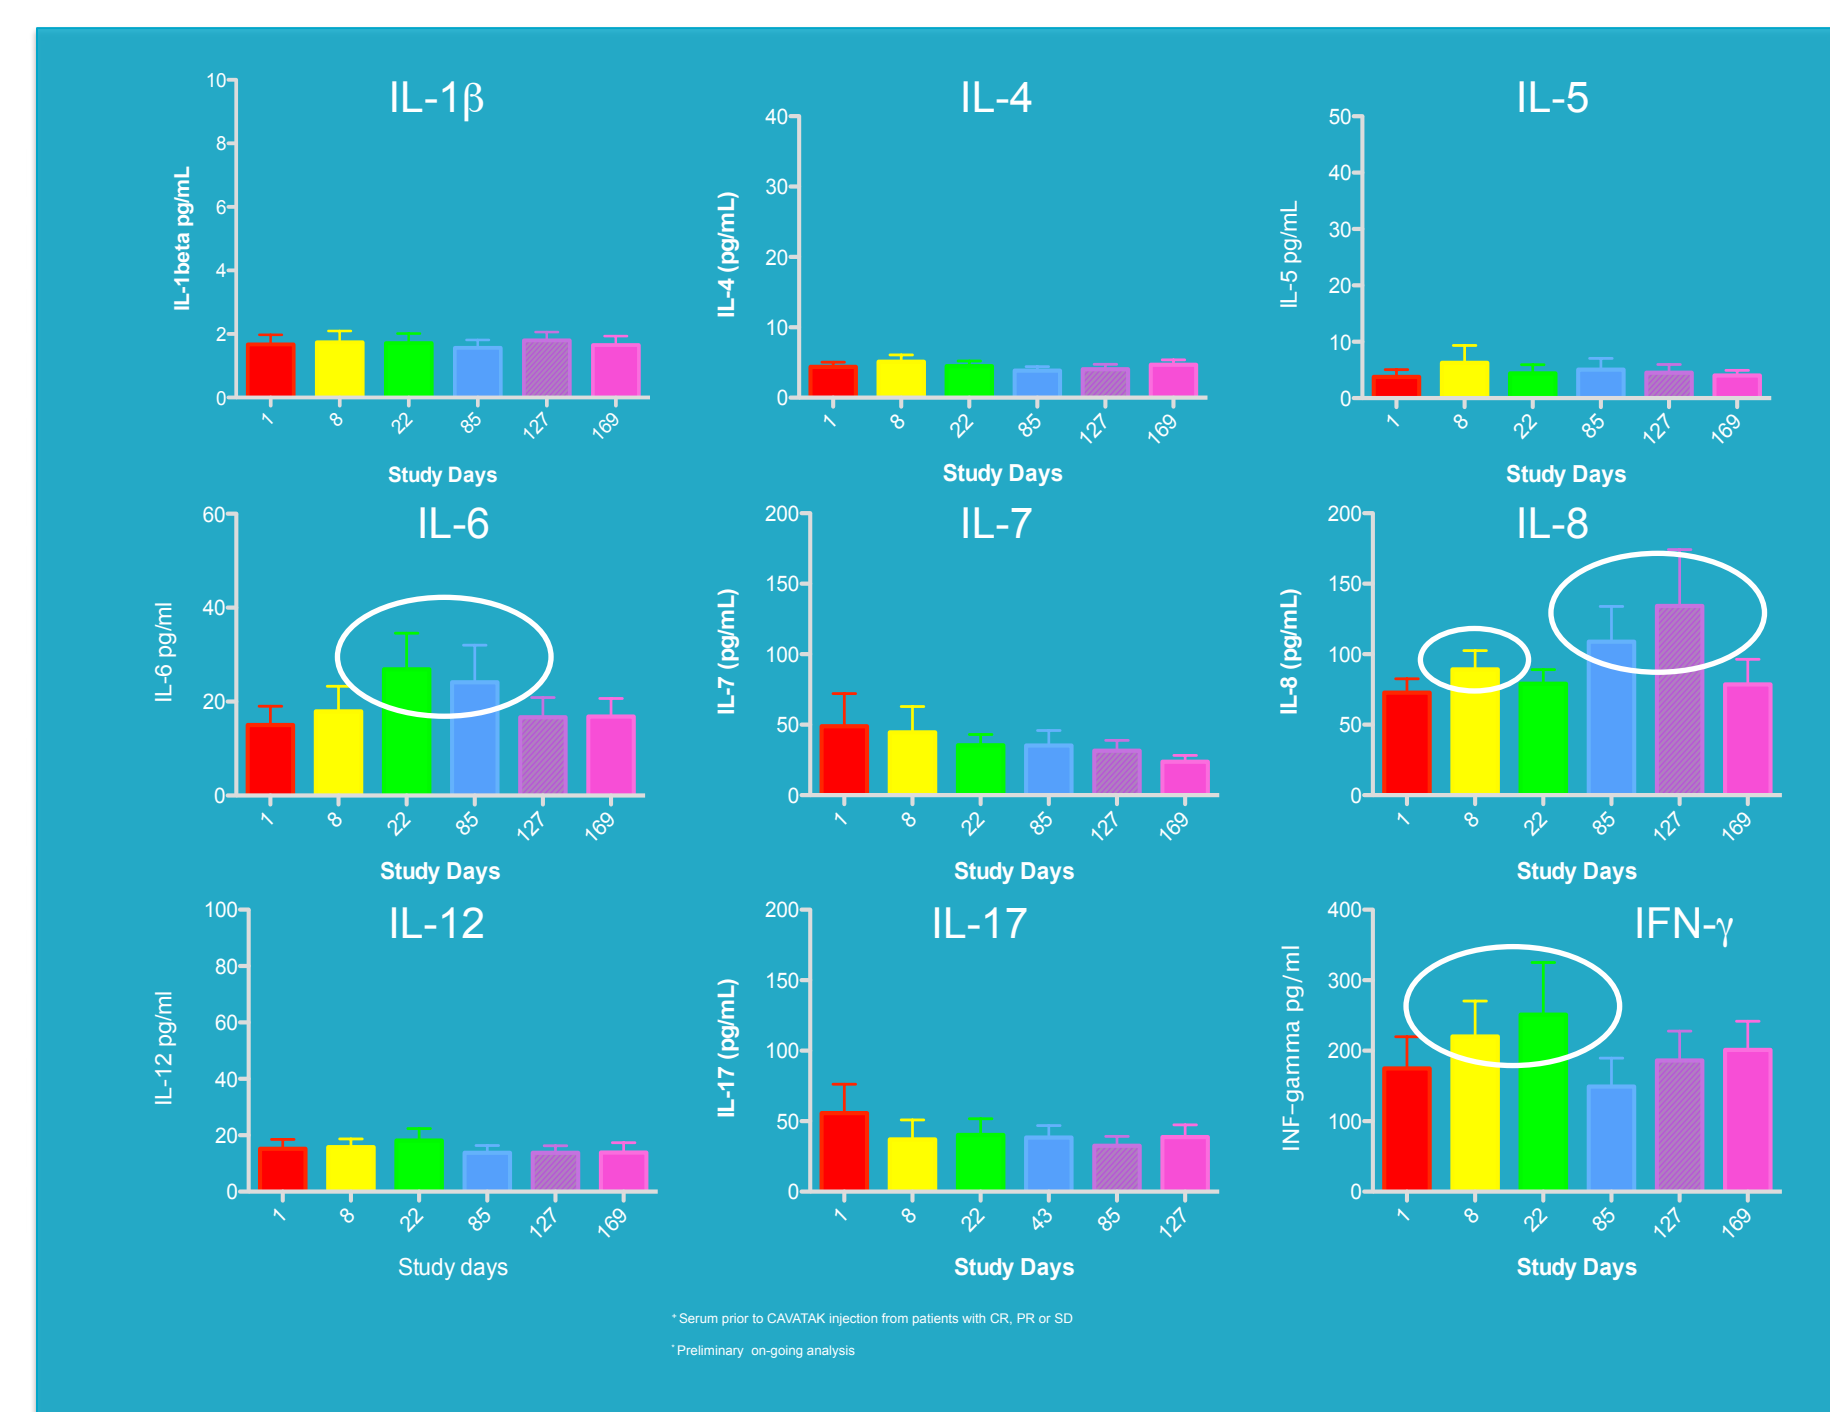 IL-1β
IL-1beta pg/mL
10
8
6
4
2
0
1 8 22 85 127 169
Study Days
IL-4
IL-4 (pg/mL)
40
30
20
10
0
1 8 22 85 127 169
Study Days
IL-5
IL-5 pg/mL
50
40
30
20
10
0
1 8 22 85 127 169
Study Days
IL-6
IL-6 pg/ml
60
40
20
0
1 8 22 85 127 169
Study Days
IL-7
IL-7 (pg/mL)
200
150
100
50
0
1 8 22 85 127 169
Study Days
IL-8
IL-8 (pg/mL)
200
150
100
50
0
1 8 22 85 127 169
Study Days
IL-12
IL-12 pg/ml
100
80
60
40
20
0
1 8 22 85 127 169
Study days
IL-17
IL-17 (pg/mL)
200
150
100
50
0
1 8 22 43 85 127
Study Days
IFN-γ
INF-gamma pg/ml
400
300
200
100
0
1 8 22 85 127 169
Study Days
+ Serum prior to CAVATAK injection from patients with CR, PR or SD
* Preliminary on-going analysis